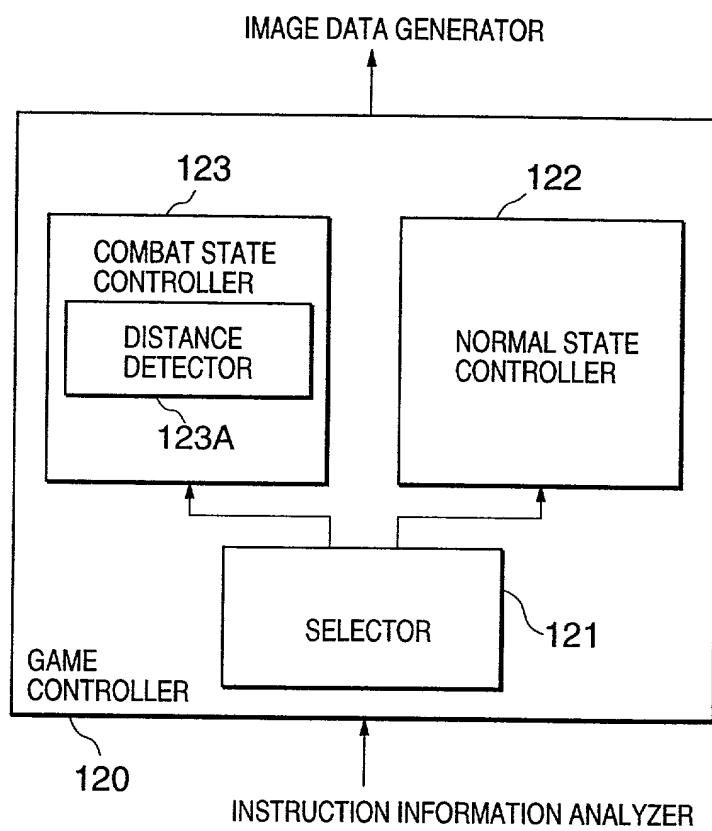 IMAGE DATA GENERATOR
123
122
COMBAT STATE
CONTROLLER
DISTANCE
DETECTOR
123A
NORMAL STATE
CONTROLLER
SELECTOR
121
GAME
CONTROLLER
120
INSTRUCTION INFORMATION ANALYZER